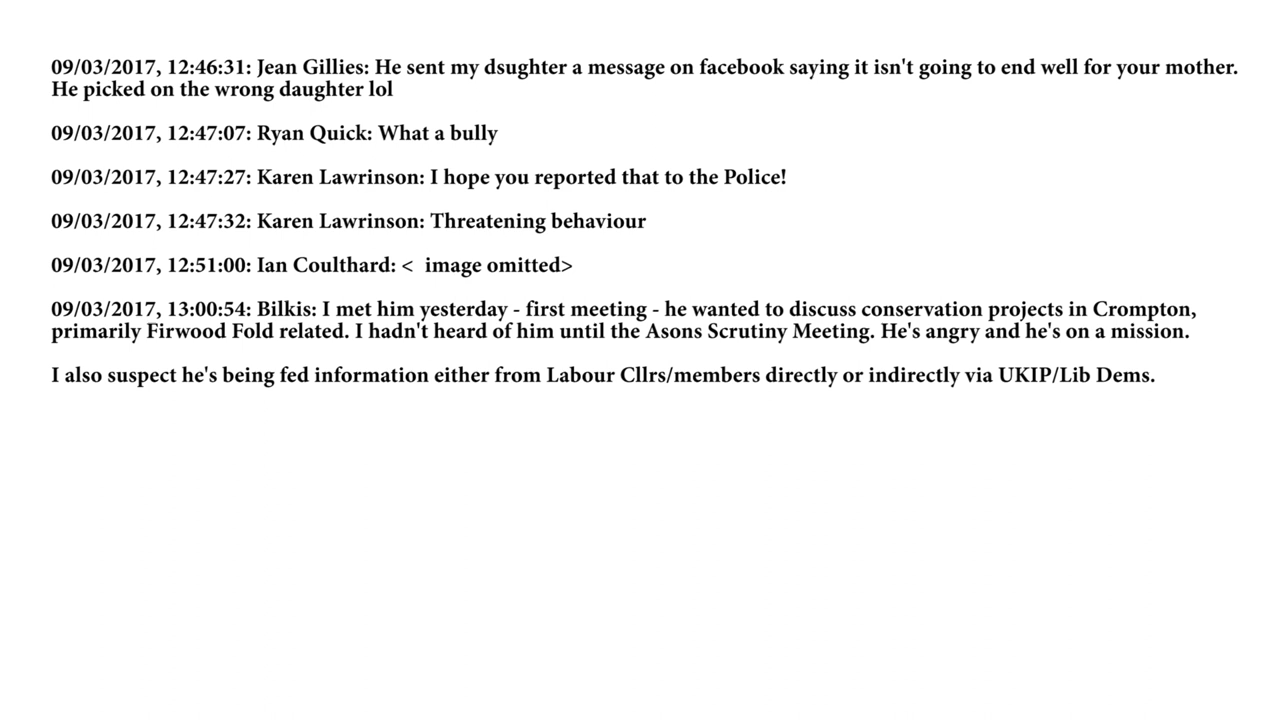 09/03/2017, 12:46:31: Jean Gillies: He sent my dsughter a message on facebook saying it isn't going to end well for your mother.
He picked on the wrong daughter lol
09/03/2017, 12:47:07: Ryan Quick: What a bully
09/03/2017, 12:47:27: Karen Lawrinson: I hope you reported that to the Police!
09/03/2017, 12:47:32: Karen Lawrinson: Threatening behaviour
09/03/2017, 12:51:00: Ian Coulthard: <  image omitted>
09/03/2017, 13:00:54: Bilkis: I met him yesterday - first meeting - he wanted to discuss conservation projects in Crompton,
primarily Firwood Fold related. I hadn't heard of him until the Asons Scrutiny Meeting. He's angry and he's on a mission.
I also suspect he's being fed information either from Labour Cllrs/members directly or indirectly via UKIP/Lib Dems.